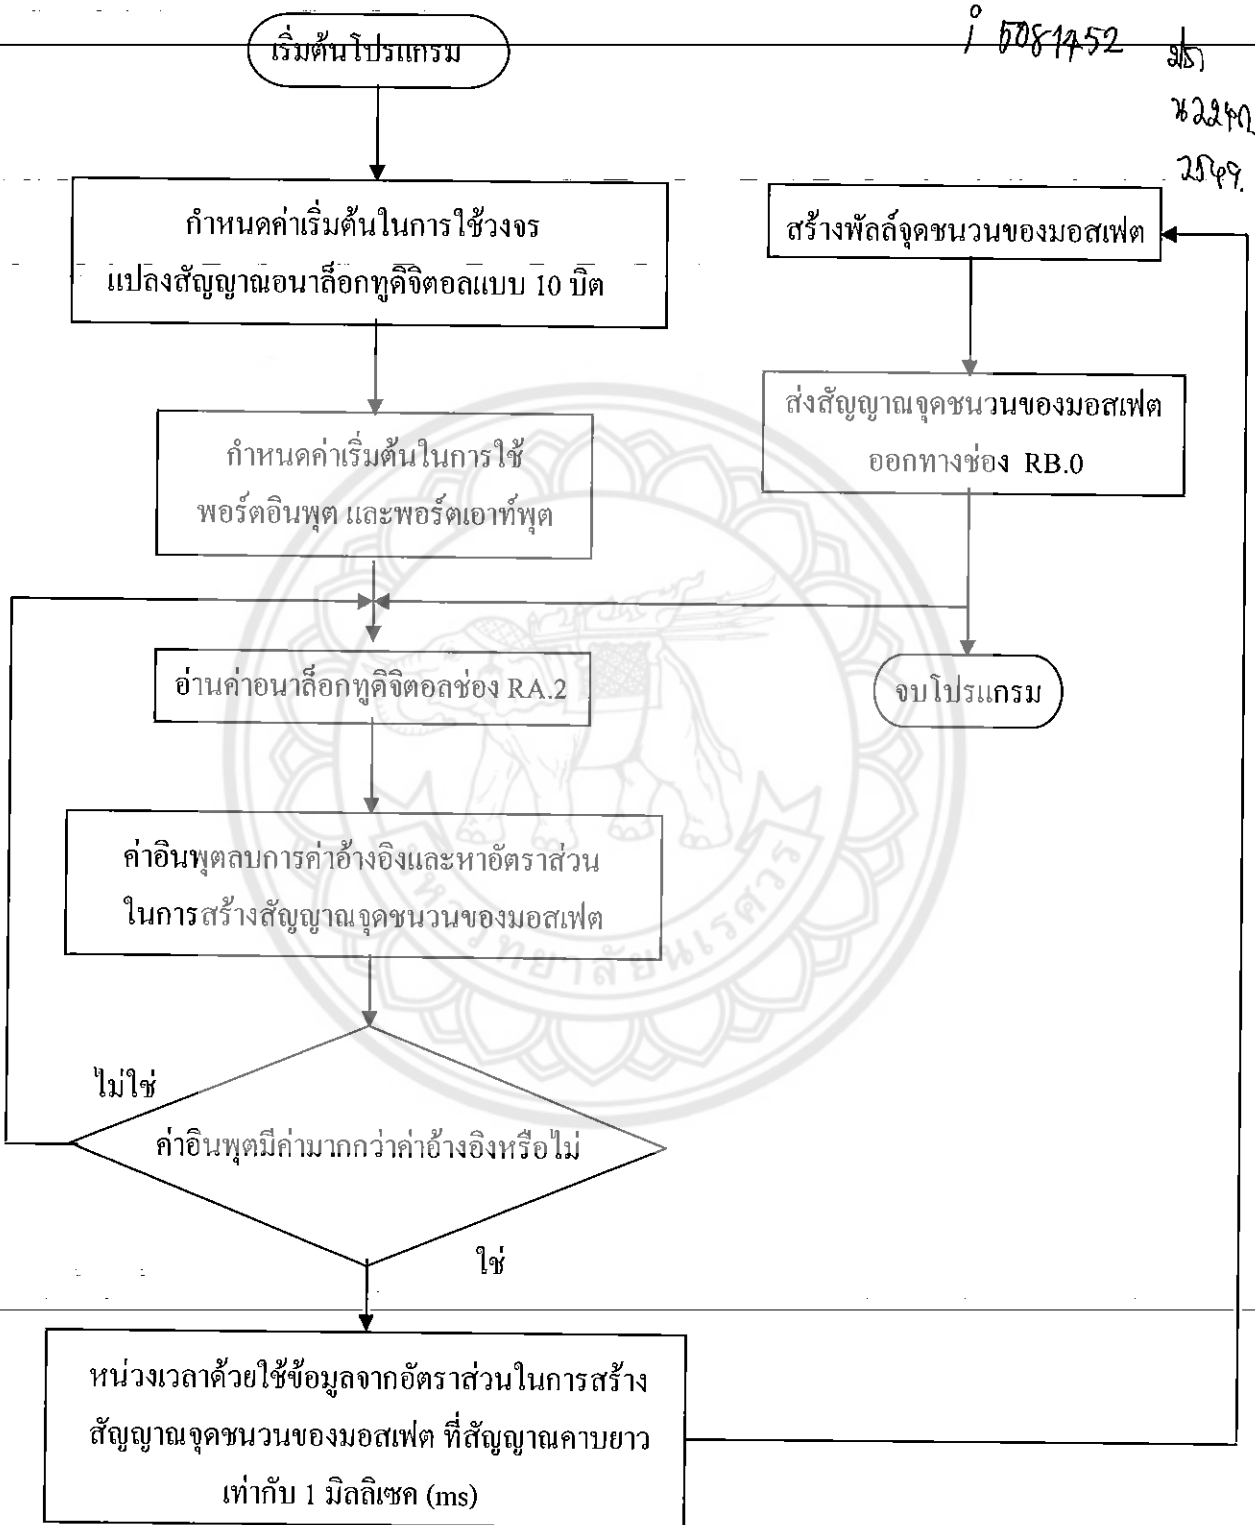 เริ่มต้นโปรแกรม
i 5081452
2549.
กำหนดค่าเริ่มต้นในการใช้วงจร
แปลงสัญญาณอนาล็อกทูดิจิตอลแบบ 10 บิต
กำหนดค่าเริ่มต้นในการใช้
พอร์ตอินพุต และพอร์ตเอาท์พุต
อ่านค่าอนาล็อกทูดิจิตอลช่อง RA.2
ค่าอินพุตลบการค่าอ้างอิงและหาอัตราส่วน
ในการสร้างสัญญาณจุดชนวนของมอสเฟต
ไม่ใช่
ค่าอินพุตมีค่ามากกว่าค่าอ้างอิงหรือไม่
ใช่
หน่วงเวลาด้วยใช้ข้อมูลจากอัตราส่วนในการสร้าง
สัญญาณจุดชนวนของมอสเฟต ที่สัญญาณคาบยาว
เท่ากับ 1 มิลลิเซค (ms)
สร้างพัลล์จุดชนวนของมอสเฟต
ส่งสัญญาณจุดชนวนของมอสเฟต
ออกทางช่อง RB.0
จบโปรแกรม
มหาวิทยาลัยนเรศวร